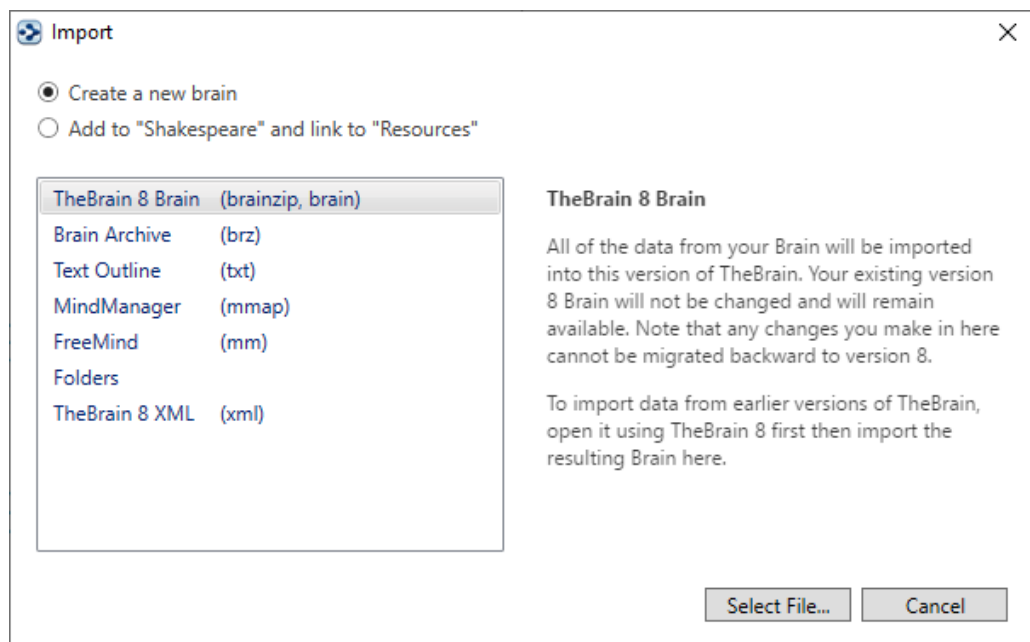 Import
Create a new brain
Add to "Shakespeare" and link to "Resources"
TheBrain 8 Brain (brainzip, brain)
Brain Archive (brz)
Text Outline (txt)
MindManager (mmap)
FreeMind (mm)
Folders
TheBrain 8 XML (xml)
TheBrain 8 Brain
All of the data from your Brain will be imported
into this version of TheBrain. Your existing version
8 Brain will not be changed and will remain
available. Note that any changes you make in here
cannot be migrated backward to version 8.
To import data from earlier versions of TheBrain,
open it using TheBrain 8 first then import the
resulting Brain here.
Select File...
Cancel